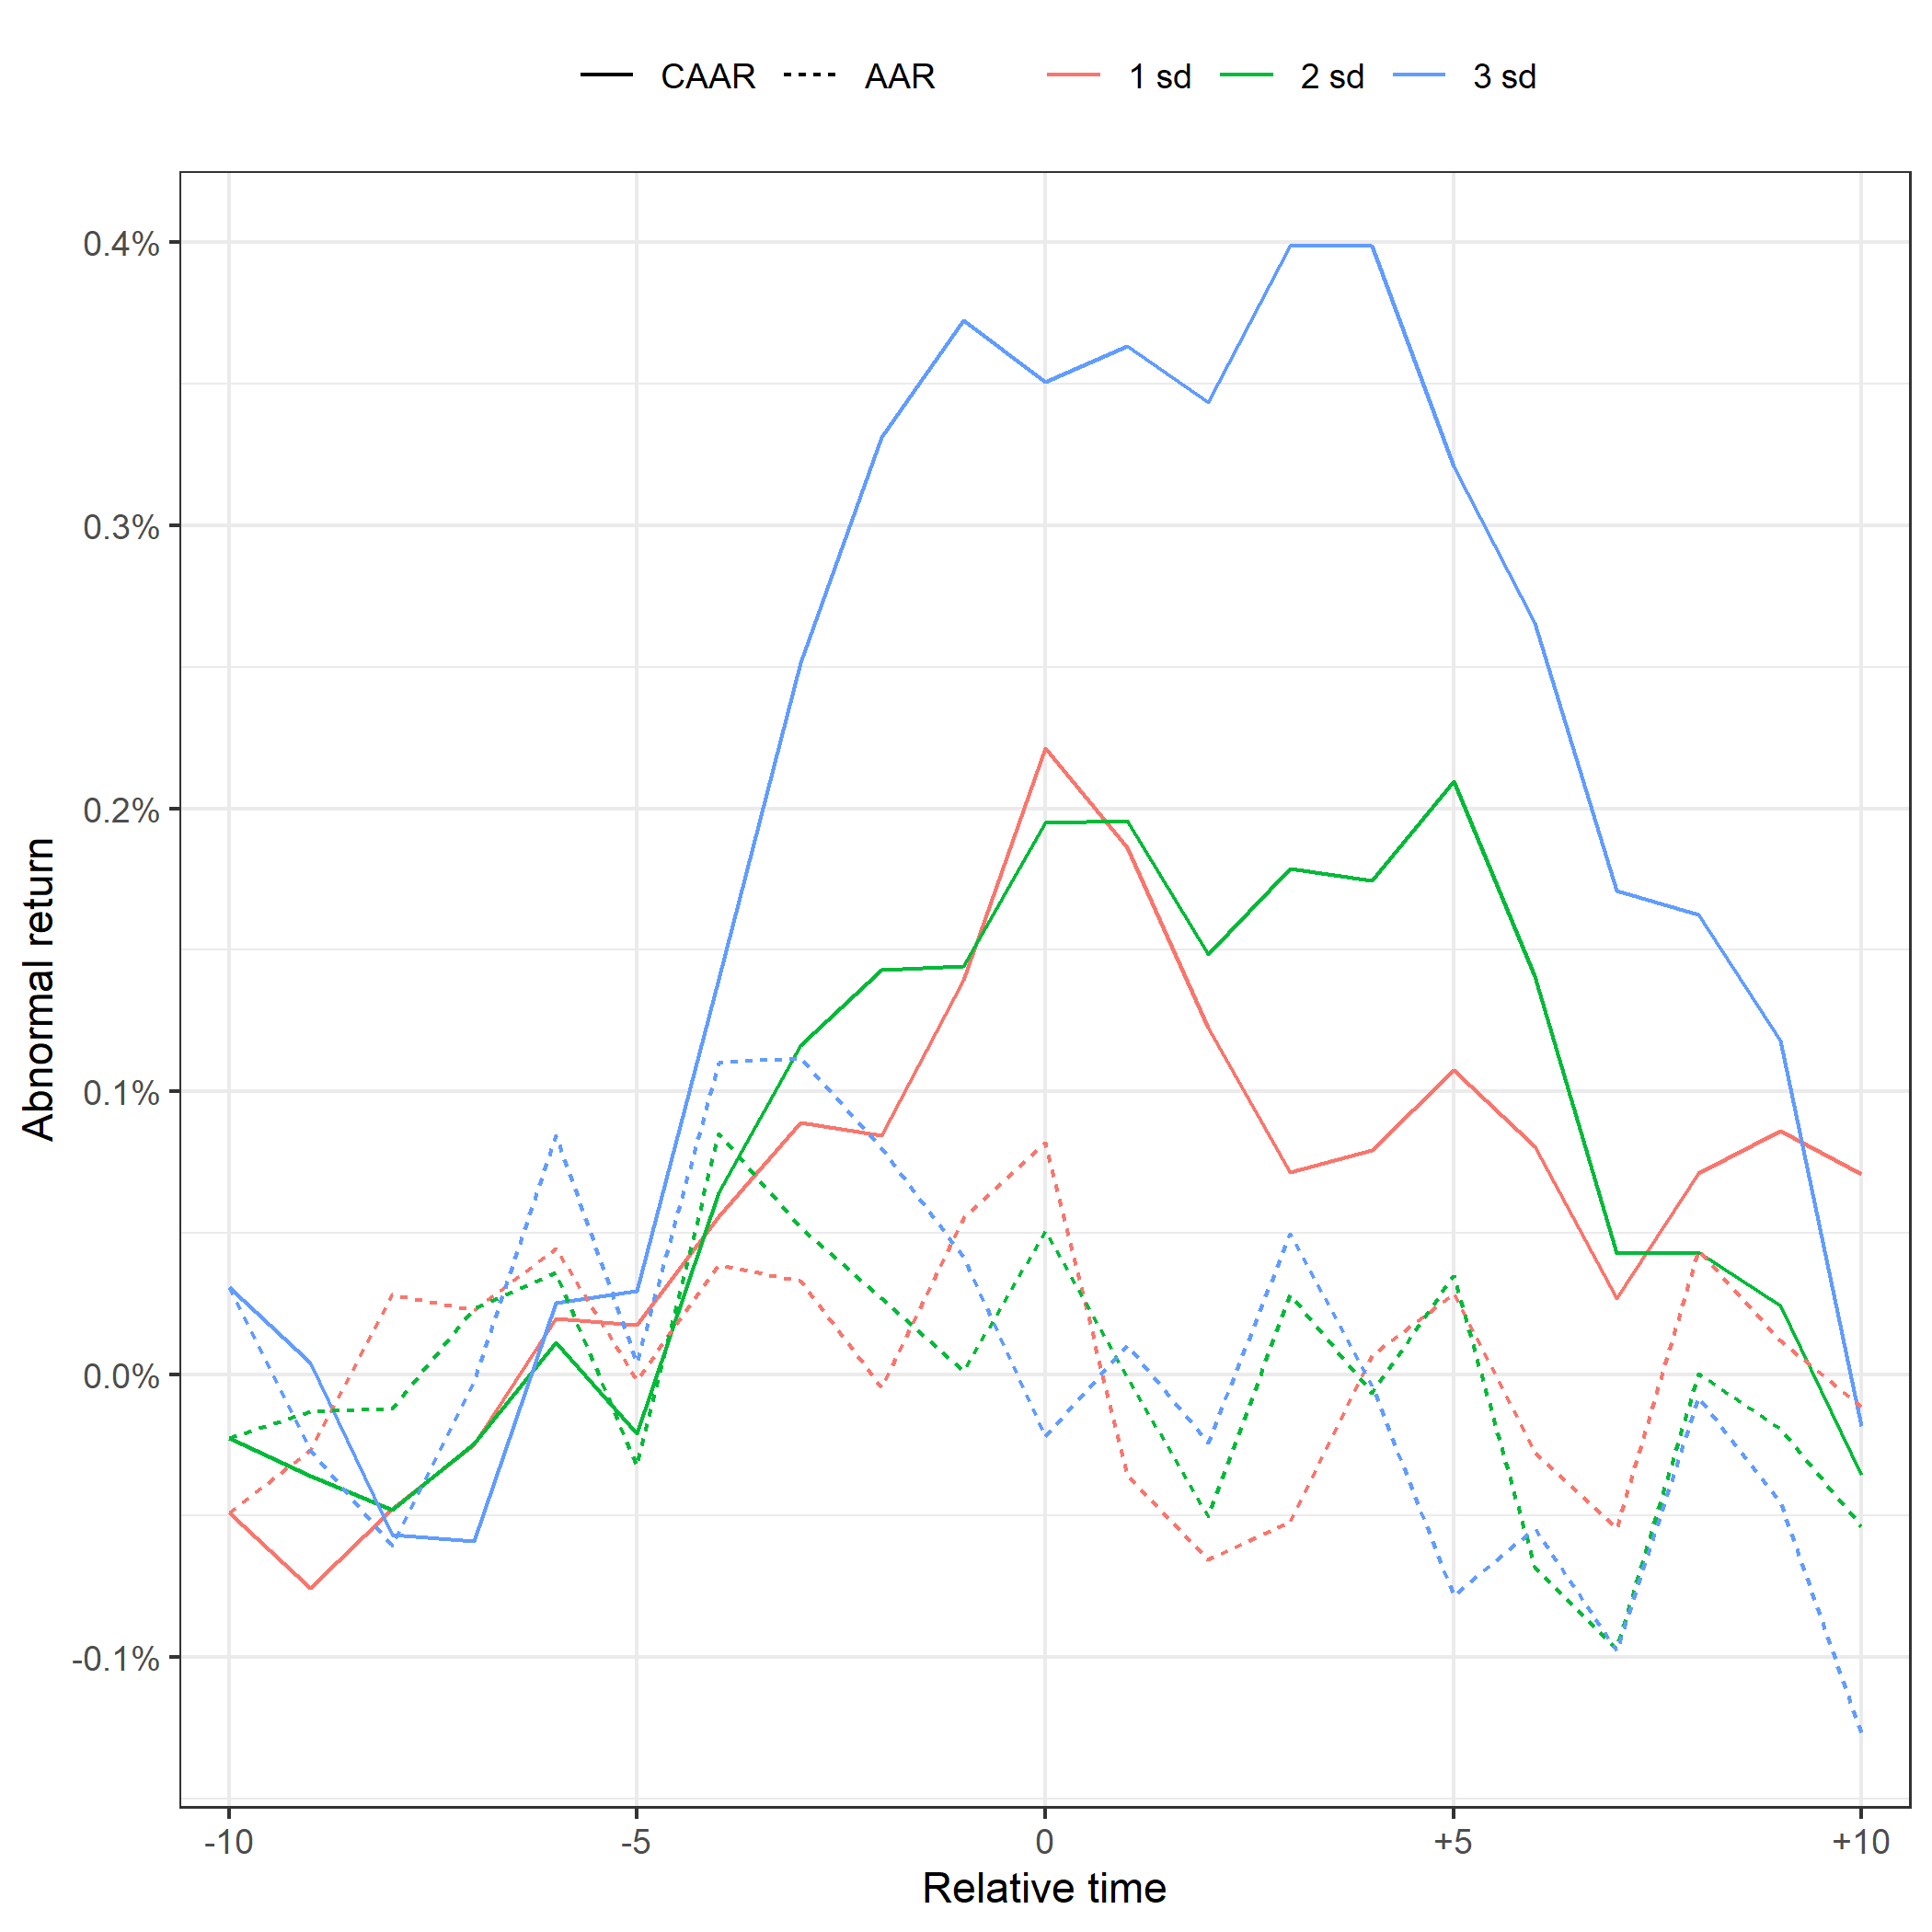 CAAR AAR 1 sd 2 sd 3 sd
0.4%
0.3%
0.2%
0.1%
0.0%
-0.1%
Abnormal return
-10 -5 0 +5 +10
Relative time